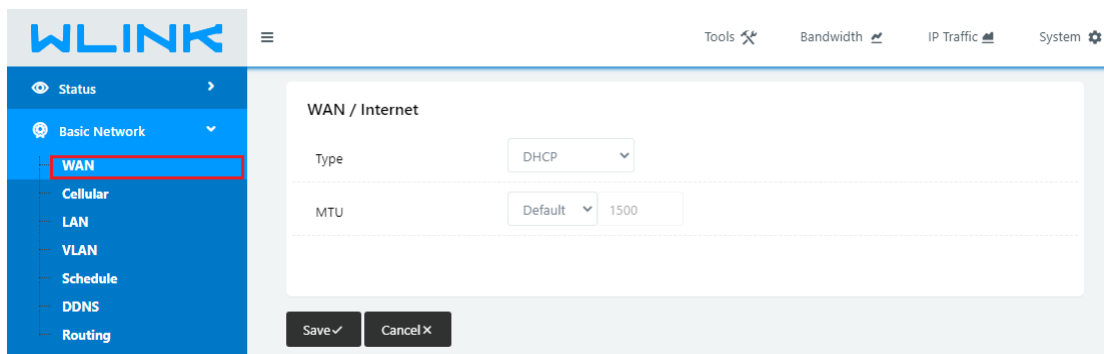 WLINK
Tools
Bandwidth
IP Traffic
System
Status
Basic Network
WAN
Cellular
LAN
VLAN
Schedule
DDNS
Routing
WAN / Internet
Type
DHCP
MTU
Default
1500
Save
Cancel